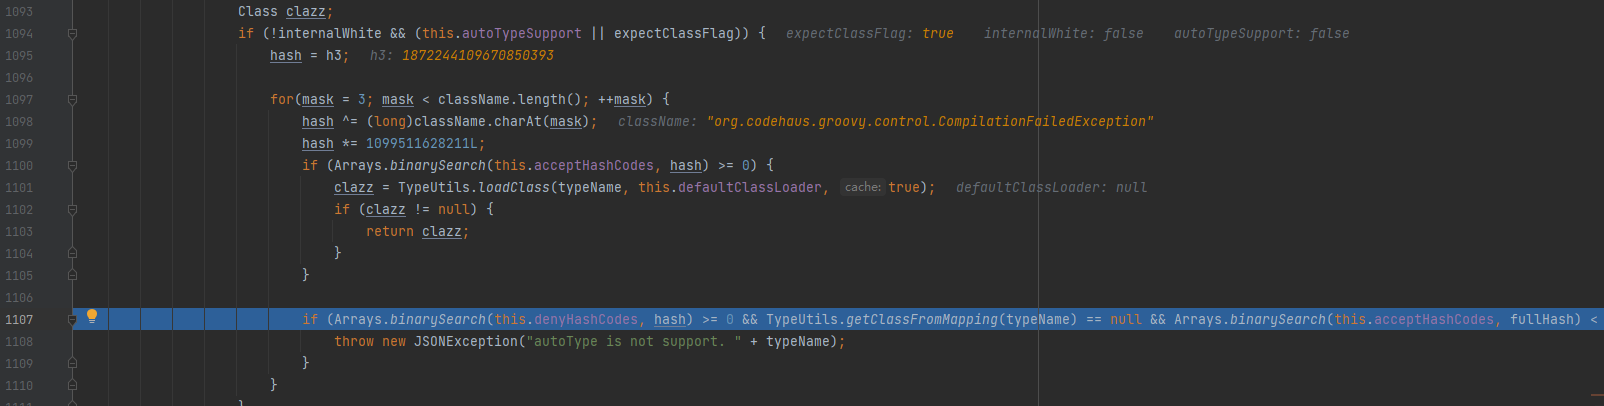 1093 Class clazz;
1094 if (!internalWhite && (this.autoTypeSupport || expectClassFlag)) { expectClassFlag: true internalWhite: false autoTypeSupport: false
1095 hash = h3; h3: 1872244109670850393
1096
1097 for(mask = 3; mask < className.length(); ++mask) {
1098 hash ^= (long)className.charAt(mask); className: "org.codehaus.groovy.control.CompilationFailedException"
1099 hash *= 1099511628211L;
1100 if (Arrays.binarySearch(this.acceptHashCodes, hash) >= 0) {
1101 clazz = TypeUtils.loadClass(typeName, this.defaultClassLoader, cache: true); defaultClassLoader: null
1102 if (clazz != null) {
1103 return clazz;
1104 }
1105 }
1106
1107 if (Arrays.binarySearch(this.denyHashCodes, hash) >= 0 && TypeUtils.getClassFromMapping(typeName) == null && Arrays.binarySearch(this.acceptHashCodes, fullHash) <
1108 throw new JSONException("autoType is not support. " + typeName);
1109 }
1110 }